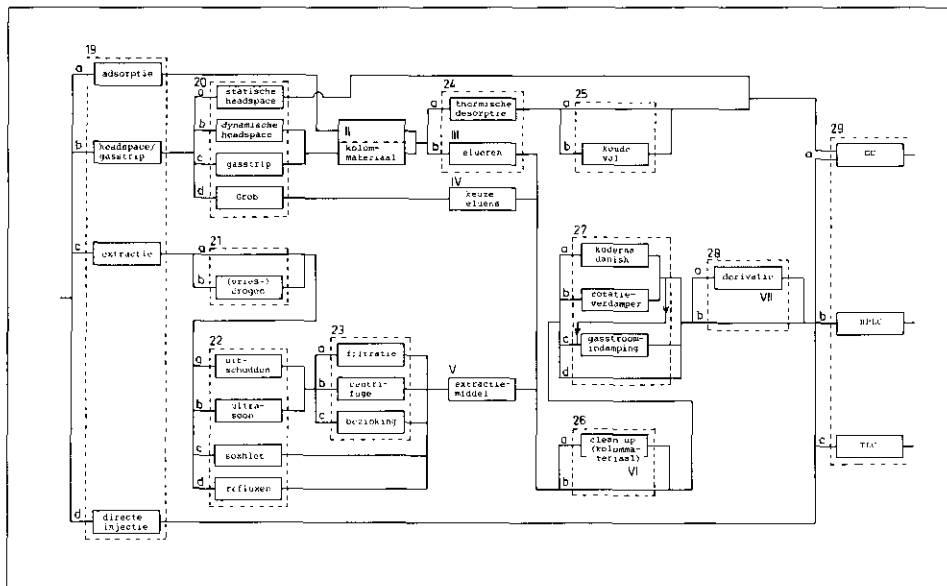 19
a
adsorptie
b
headspace/
gasstrip
c
extractie
d
directe
injectie
20
a
statische
headspace
b
dynamische
headspace
c
gasstrip
d
Grob
21
a
b
(vries-)
drogen
22
a
uit-
schudden
b
ultra-
soon
c
soxhlet
d
refluxen
23
a
filtratie
b
centri-
fuge
c
bezinking
II
kolom-
materiaal
24
a
thermische
desorptie
III
b
elueren
IV
keuze
eluens
V
extractie-
middel
25
a
b
koude
val
27
a
kuderna
danish
b
rotatie-
verdamper
c
gasstroom-
indamping
d
26
a
clean up
(kolomma-
teriaal)
VI
b
28
a
derivatie
VII
b
29
a
GC
b
HPLC
c
TLC